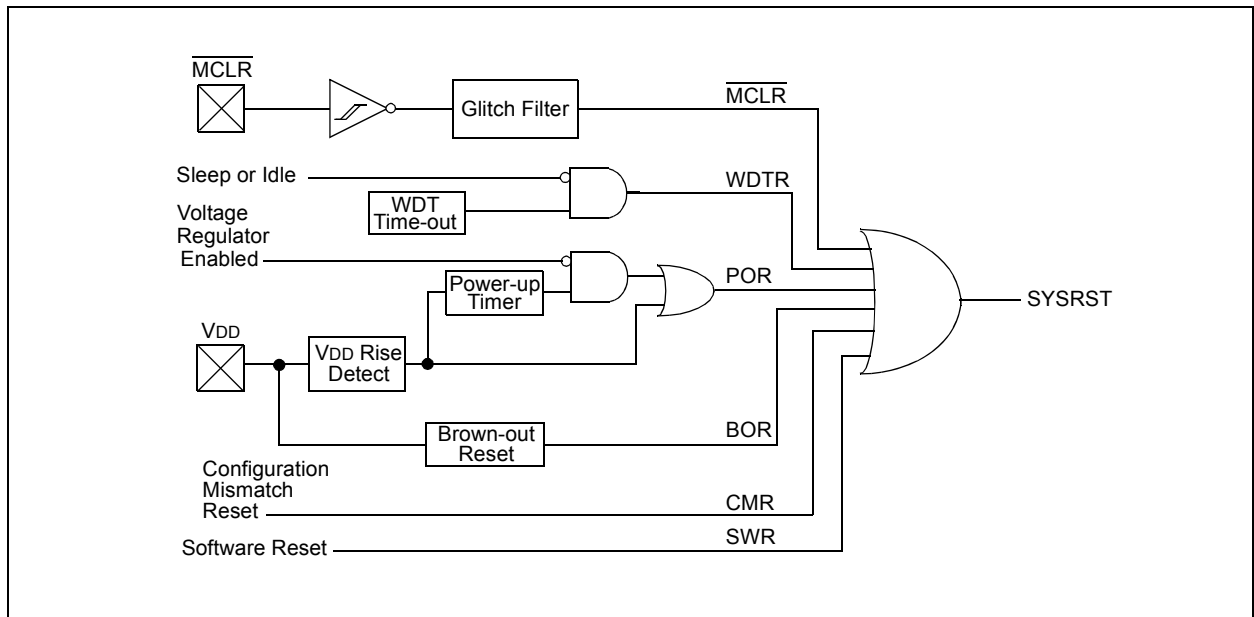 MCLR
Glitch Filter
MCLR
Sleep or Idle
WDTR
WDT
Time-out
Voltage
Regulator
Enabled
Power-up
Timer
POR
SYSRST
VDD
VDD Rise
Detect
Brown-out
Reset
BOR
Configuration
Mismatch
Reset
CMR
Software Reset
SWR